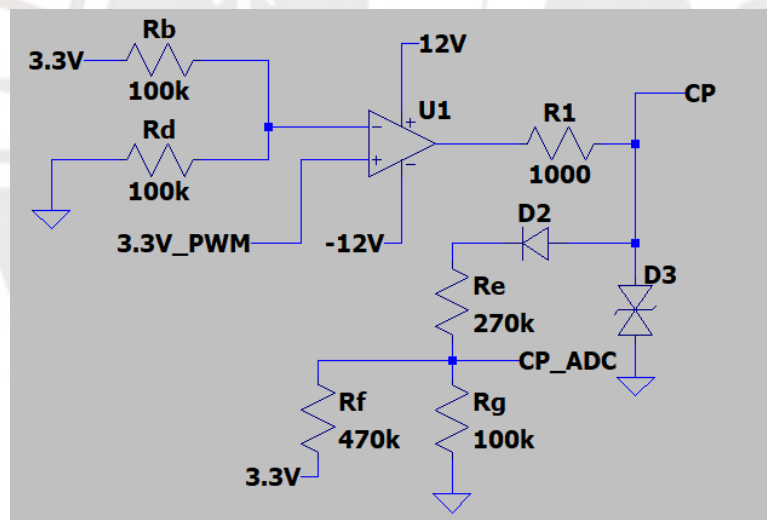 Rb
3.3V
100k
12V
U1
R1
CP
Rd
100k
1000
3.3V_PWM
-12V
D2
D3
Re
270k
CP_ADC
Rf
470k
Rg
100k
3.3V